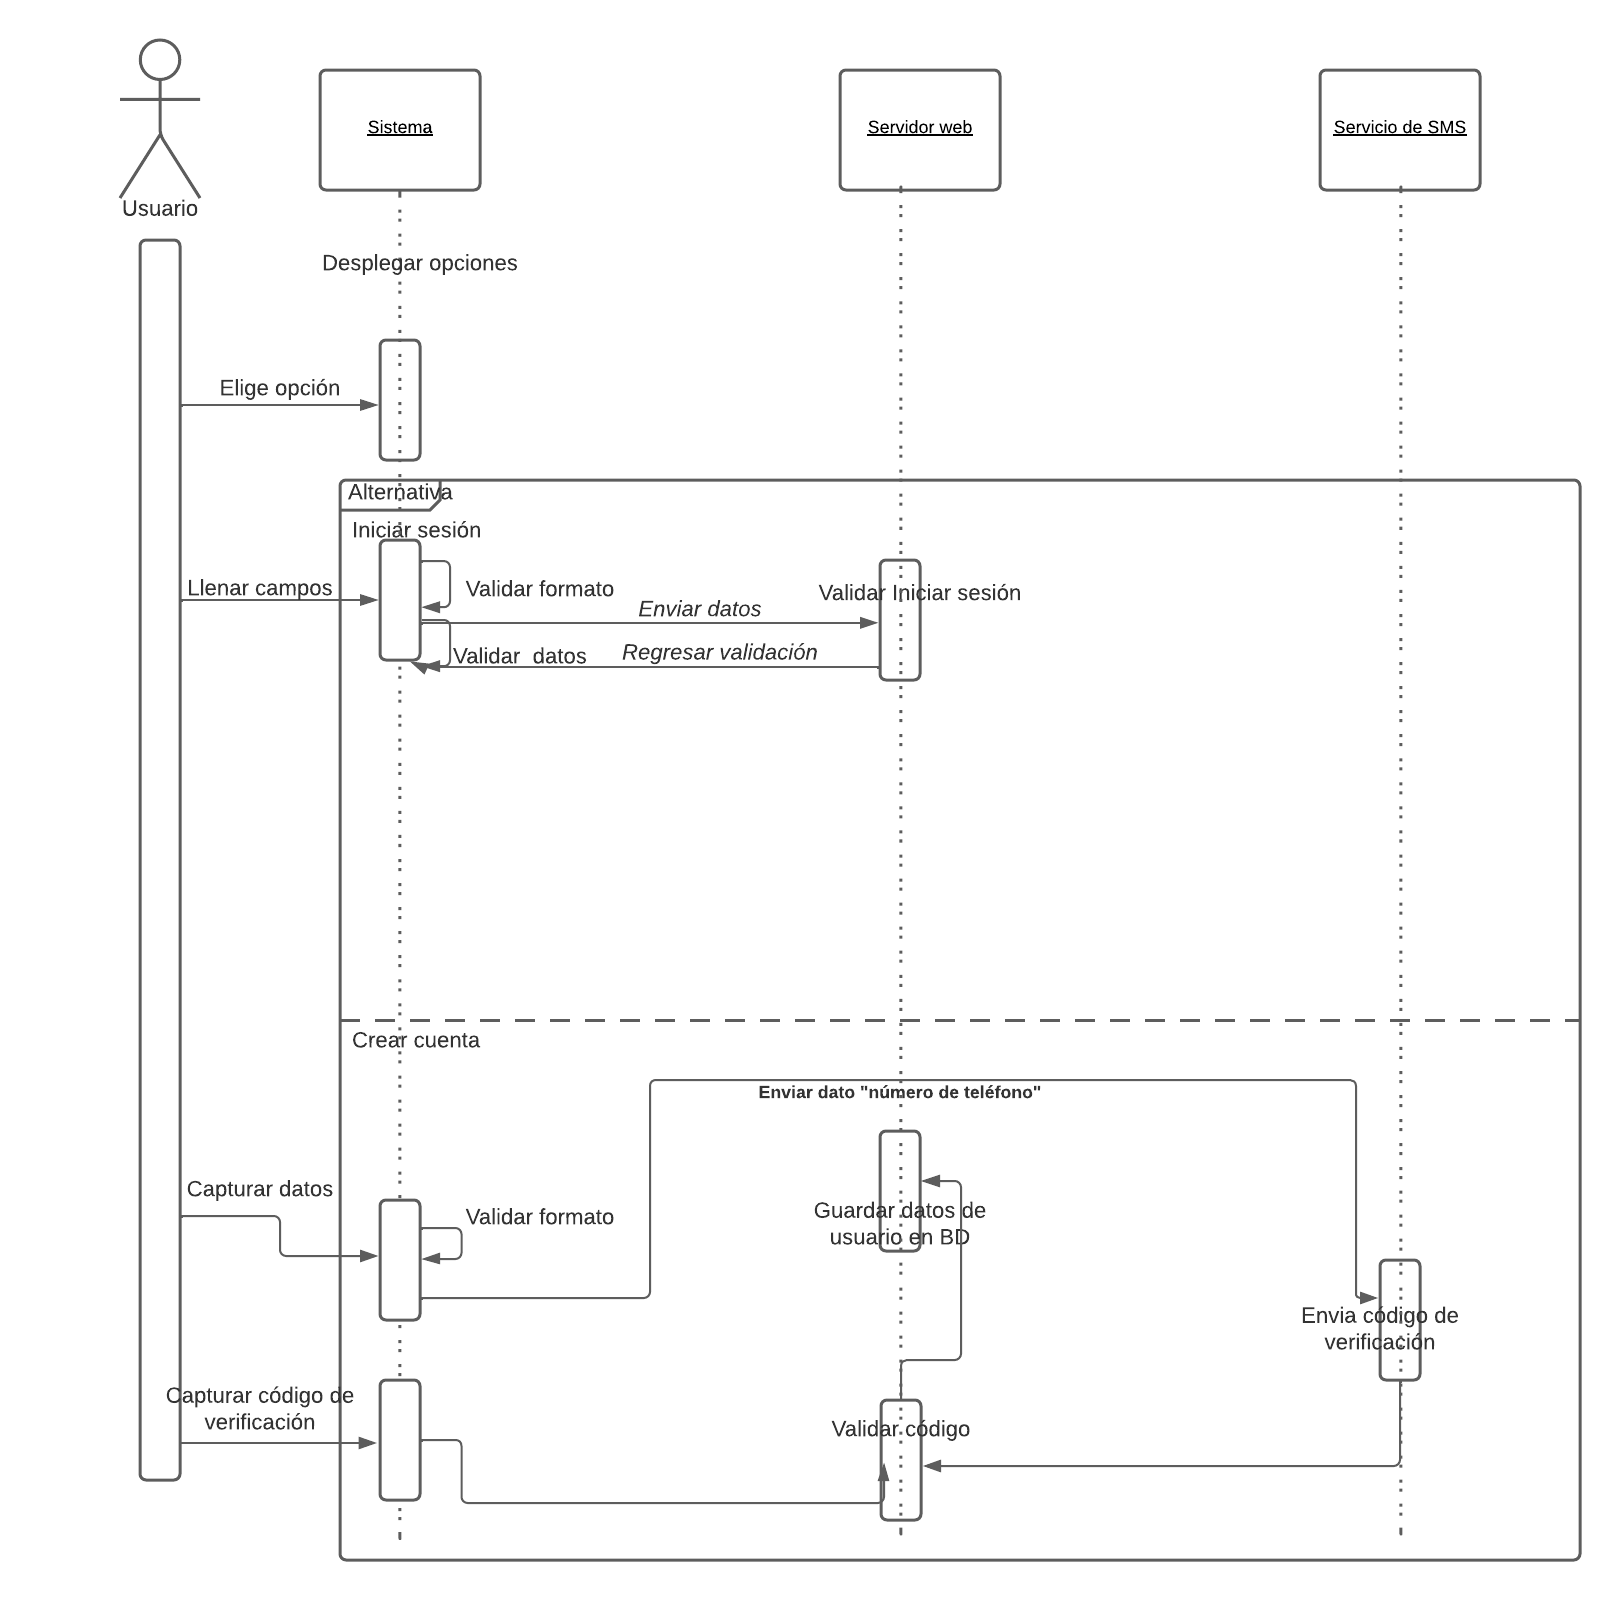 Usuario
Sistema
Servidor web
Servicio de SMS
Desplegar opciones
Elige opción
Alternativa
Iniciar sesión
Llenar campos
Validar formato
Enviar datos
Validar Iniciar sesión
Validar  datos
Regresar validación
Crear cuenta
Enviar dato "número de teléfono"
Capturar datos
Validar formato
Guardar datos de
usuario en BD
Envia código de
verificación
Capturar código de
verificación
Validar código